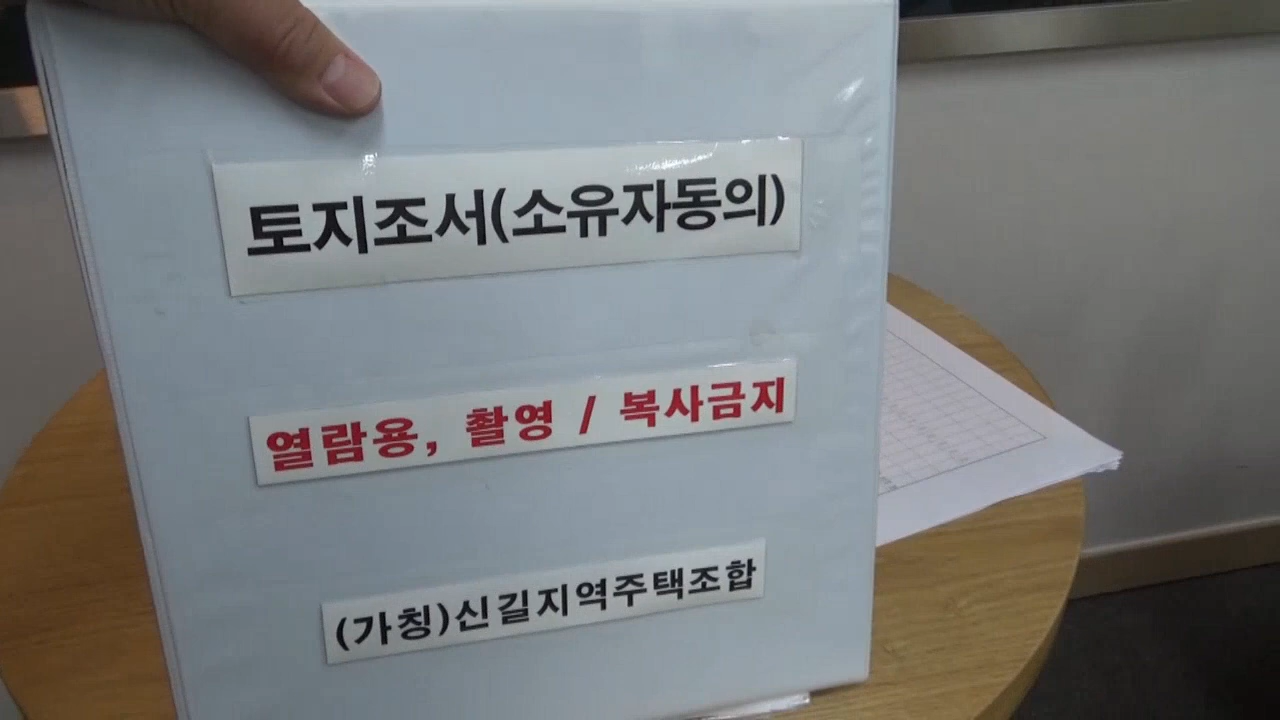 토지조서(소유자동의)
열람용, 촬영 / 복사금지
(가칭)신길지역주택조합